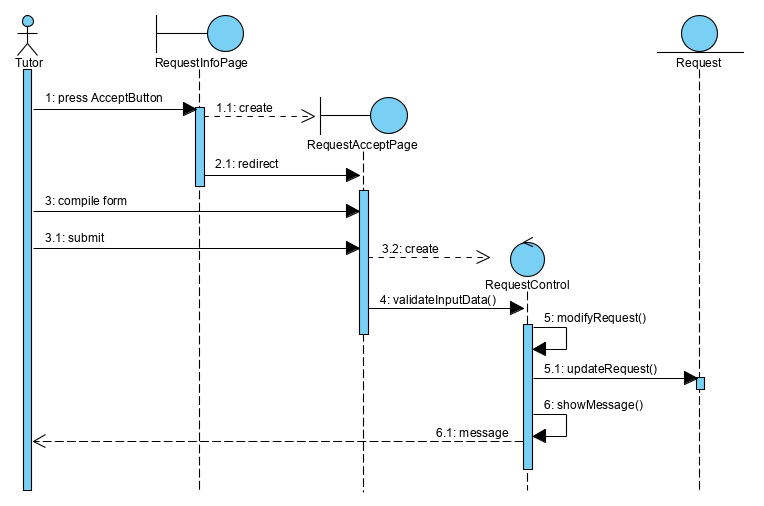 Tutor
RequestInfoPage
Request
1: press AcceptButton
1.1: create
RequestAcceptPage
2.1: redirect
3: compile form
3.1: submit
3.2: create
RequestControl
4: validateInputData()
5: modifyRequest()
5.1: updateRequest()
6: showMessage()
6.1: message